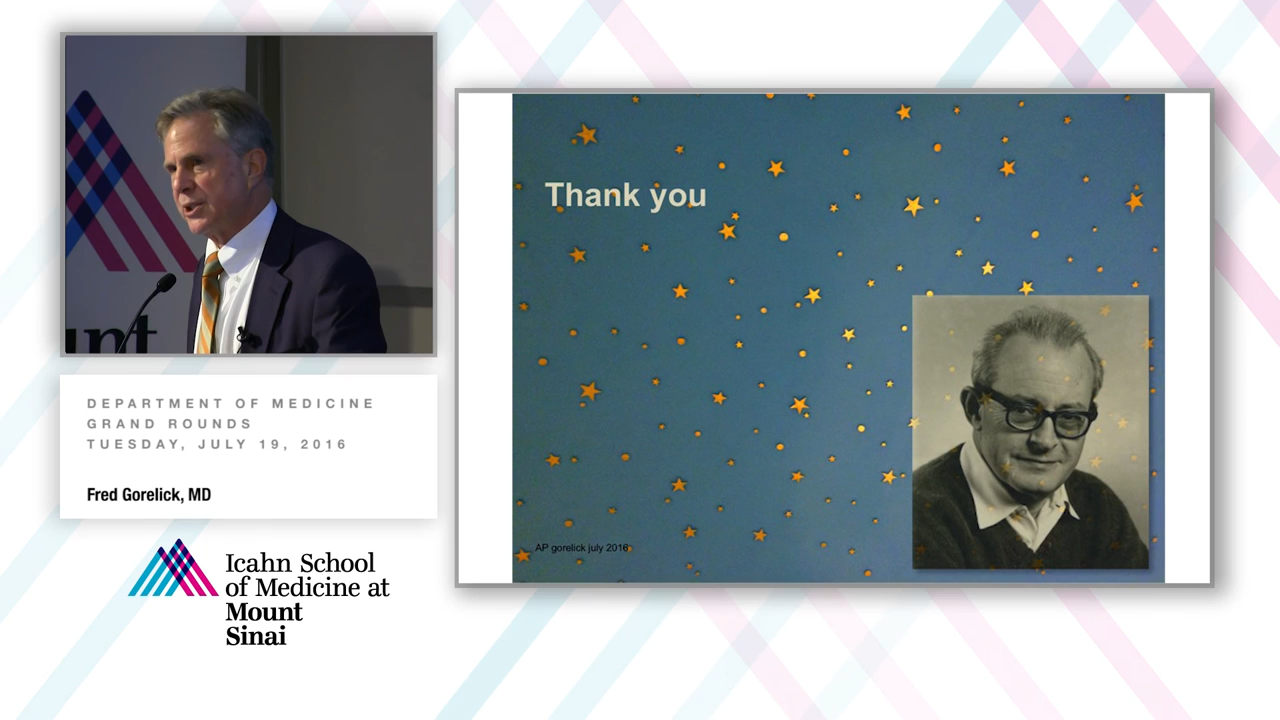 DEPARTMENT OF MEDICINE
GRAND ROUNDS
TUESDAY, JULY 19, 2016
Fred Gorelick, MD
Icahn School
of Medicine at
Mount
Sinai
Thank you
AP gorelick july 2016